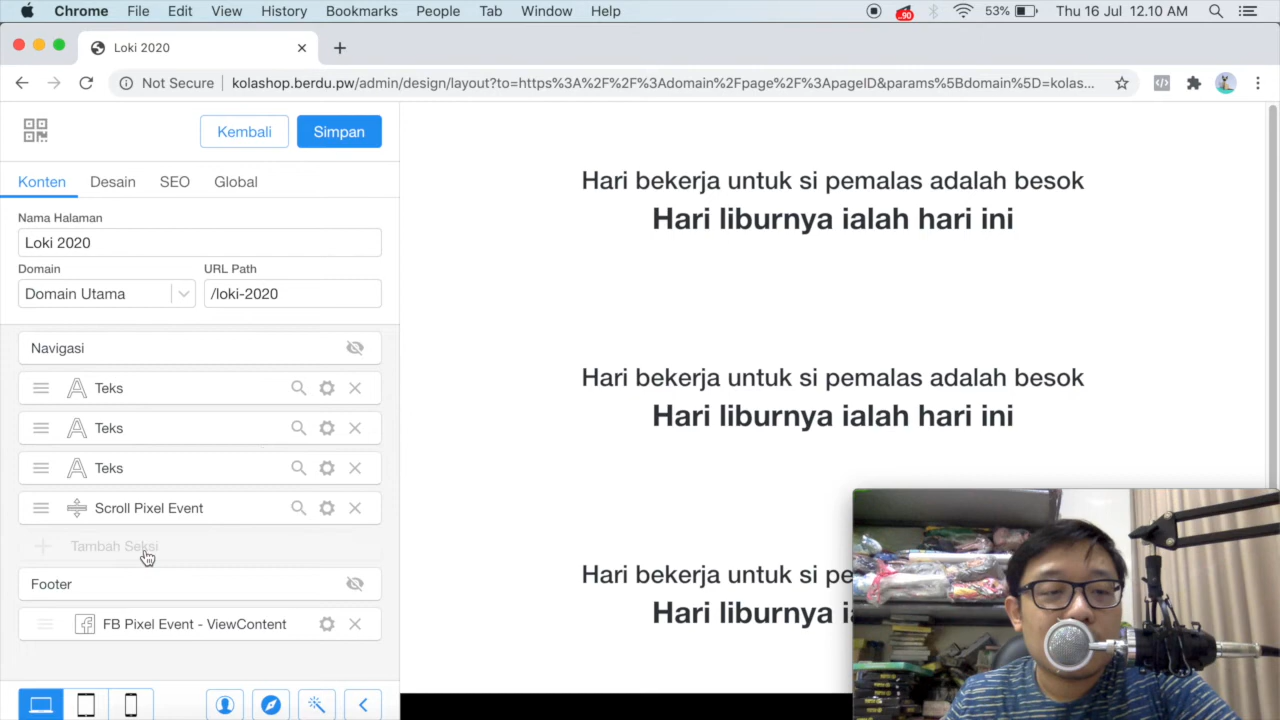 Chrome File Edit View History Bookmarks People Tab Window Help
90 53% Thu 16 Jul 12.10 AM
Loki 2020
Not Secure kolashop.berdu.pw/admin/design/layout?to=https%3A%2F%2F%3Adomain%2Fpage%2F%3ApageID&params%5Bdomain%5D=kolas...
Kembali Simpan
Konten Desain SEO Global
Nama Halaman
Loki 2020
Domain URL Path
Domain Utama /loki-2020
Navigasi
Teks
Teks
Teks
Scroll Pixel Event
Tambah Seksi
Footer
FB Pixel Event - ViewContent
Hari bekerja untuk si pemalas adalah besok
Hari liburnya ialah hari ini
Hari bekerja untuk si pemalas adalah besok
Hari liburnya ialah hari ini
Hari bekerja untuk si pe
Hari liburnya i